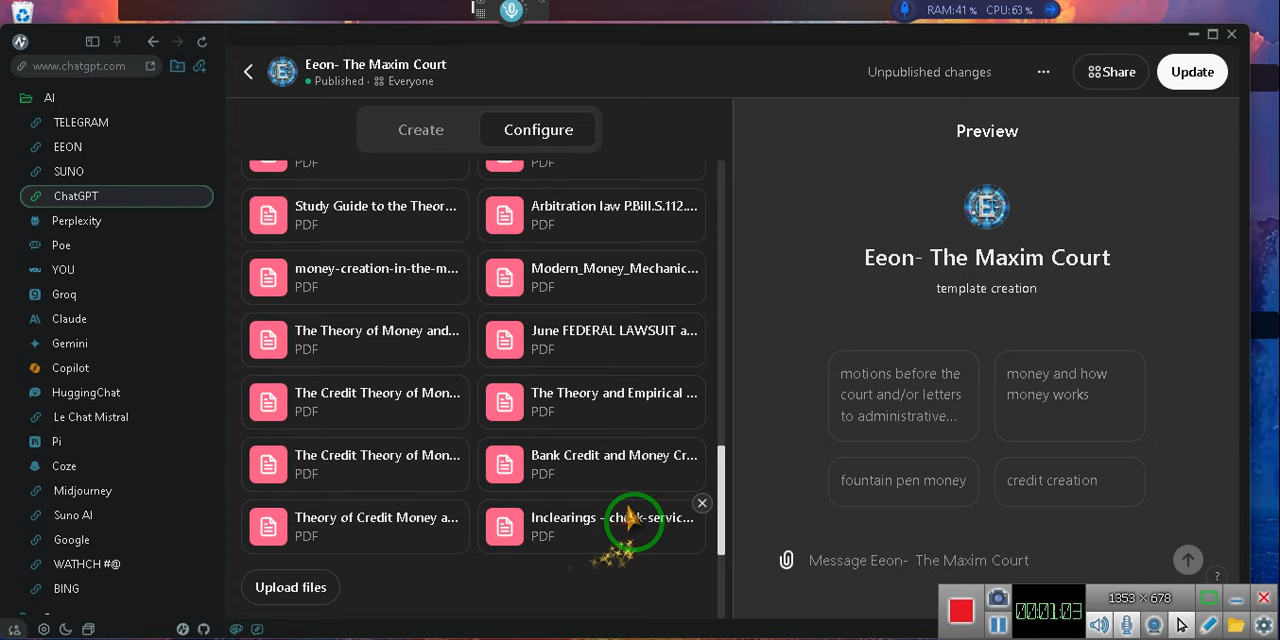 RAM:41% CPU:63%
www.chatgpt.com
AI
TELEGRAM
EEON
SUNO
ChatGPT
Perplexity
Poe
YOU
Groq
Claude
Gemini
Copilot
HuggingChat
Le Chat Mistral
Pi
Coze
Midjourney
Suno AI
Google
WATHCH #@
BING
Eeon- The Maxim Court
Published · Everyone
Unpublished changes
Share
Update
Create
Configure
PDF
PDF
Study Guide to the Theor...
PDF
Arbitration law P.Bill.S.112....
PDF
money-creation-in-the-m...
PDF
Modern_Money_Mechanic...
PDF
The Theory of Money and...
PDF
June FEDERAL LAWSUIT a...
PDF
The Credit Theory of Mon...
PDF
The Theory and Empirical ...
PDF
The Credit Theory of Mon...
PDF
Bank Credit and Money Cr...
PDF
Theory of Credit Money a...
PDF
Inclearings - check-servic...
PDF
Upload files
Preview
E
Eeon- The Maxim Court
template creation
motions before the
court and/or letters
to administrative...
money and how
money works
fountain pen money
credit creation
Message Eeon- The Maxim Court
?
1353 × 678
00:01:03